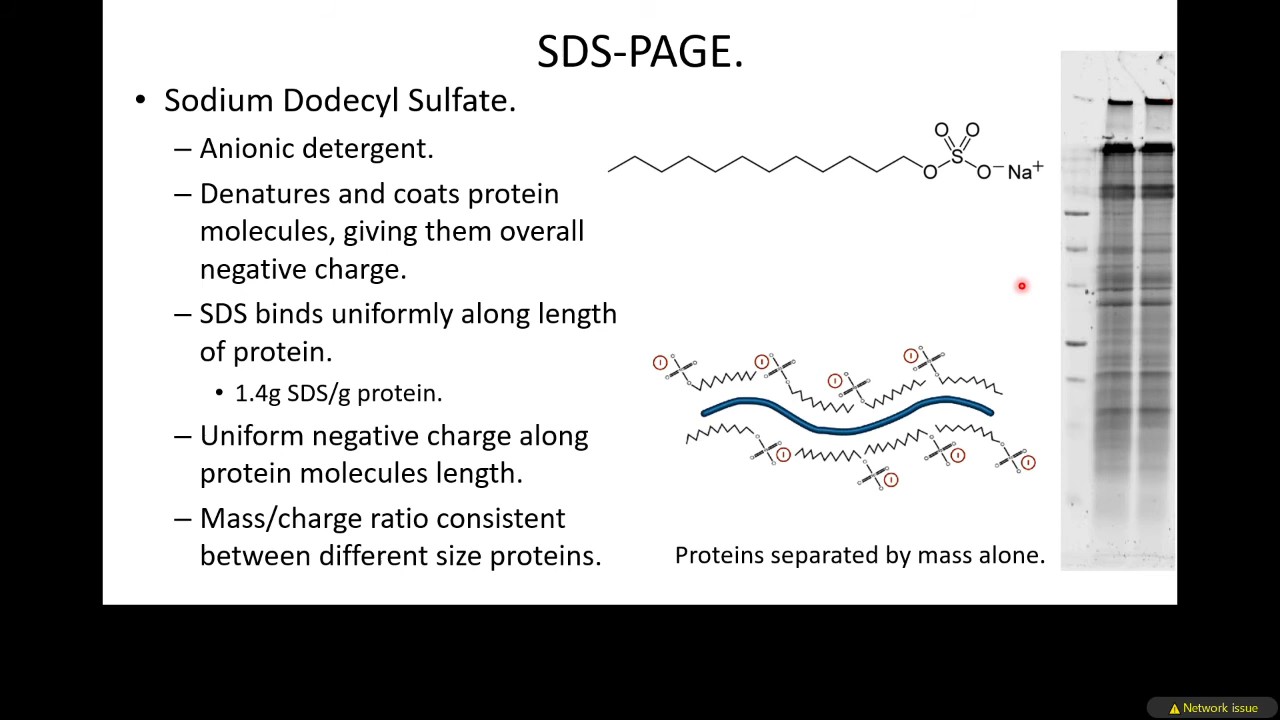 SDS-PAGE.
• Sodium Dodecyl Sulfate.
– Anionic detergent.
– Denatures and coats protein
molecules, giving them overall
negative charge.
– SDS binds uniformly along length
of protein.
• 1.4g SDS/g protein.
– Uniform negative charge along
protein molecules length.
– Mass/charge ratio consistent
between different size proteins.
O O
S
O O⁻ Na⁺
Proteins separated by mass alone.
Network issue